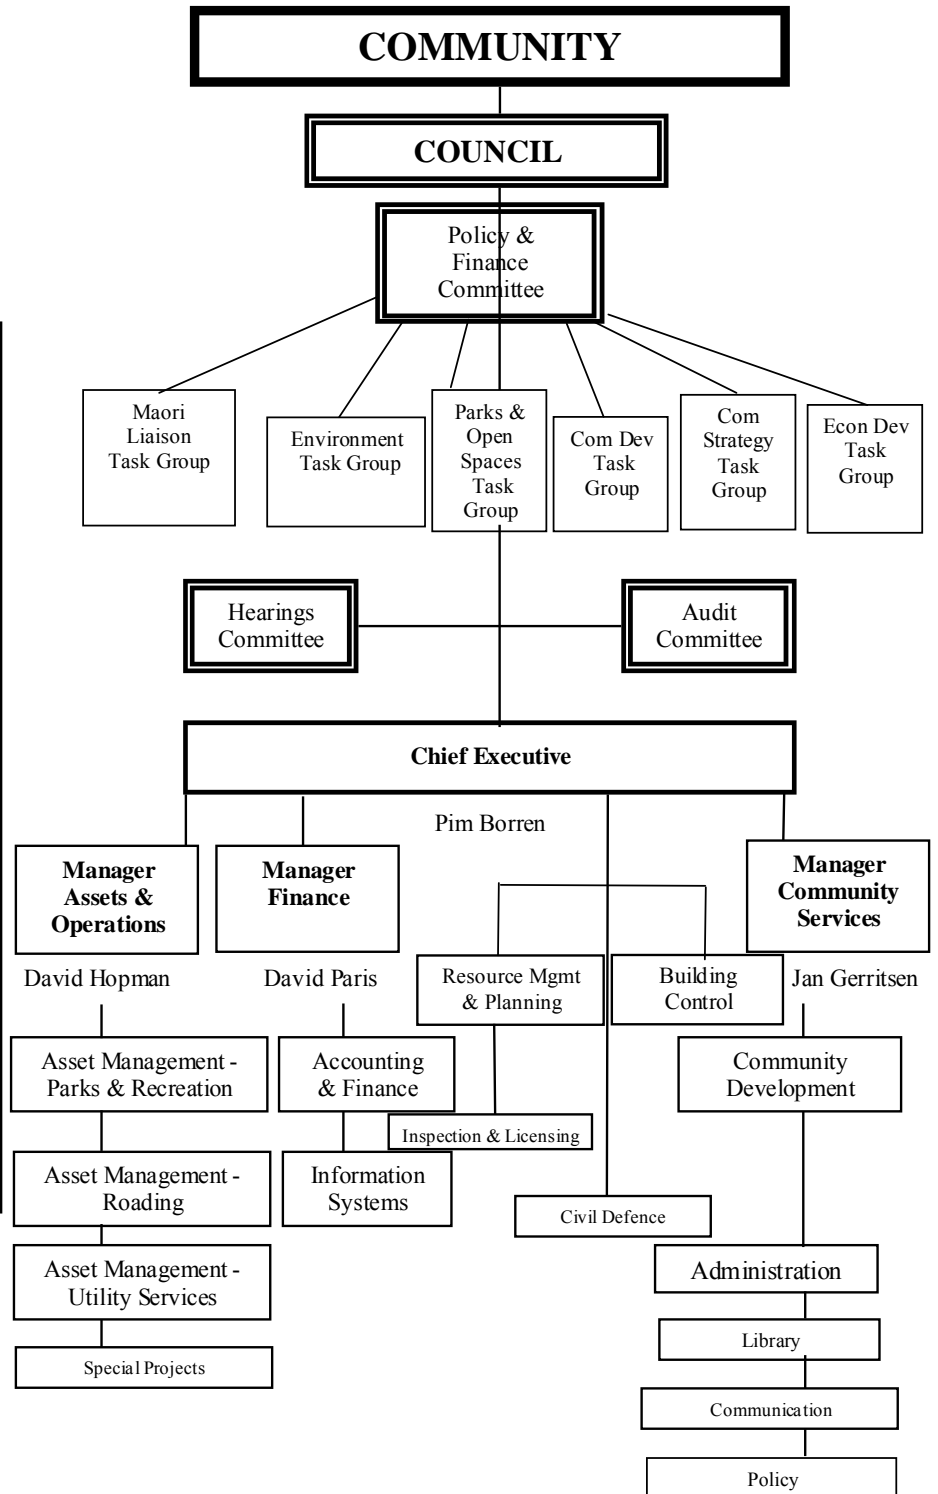 COMMUNITY
COUNCIL
Policy &
Finance
Committee
Maori
Liaison
Task Group
Environment
Task Group
Parks &
Open
Spaces
Task
Group
Com Dev
Task
Group
Com
Strategy
Task
Group
Econ Dev
Task
Group
Hearings
Committee
Audit
Committee
Chief Executive
Pim Borren
Manager
Assets &
Operations
Manager
Finance
Manager
Community
Services
David Hopman
David Paris
Resource Mgmt
& Planning
Building
Control
Jan Gerritsen
Asset Management -
Parks & Recreation
Accounting
& Finance
Community
Development
Inspection & Licensing
Asset Management -
Roading
Information
Systems
Civil Defence
Asset Management -
Utility Services
Administration
Special Projects
Library
Communication
Policy